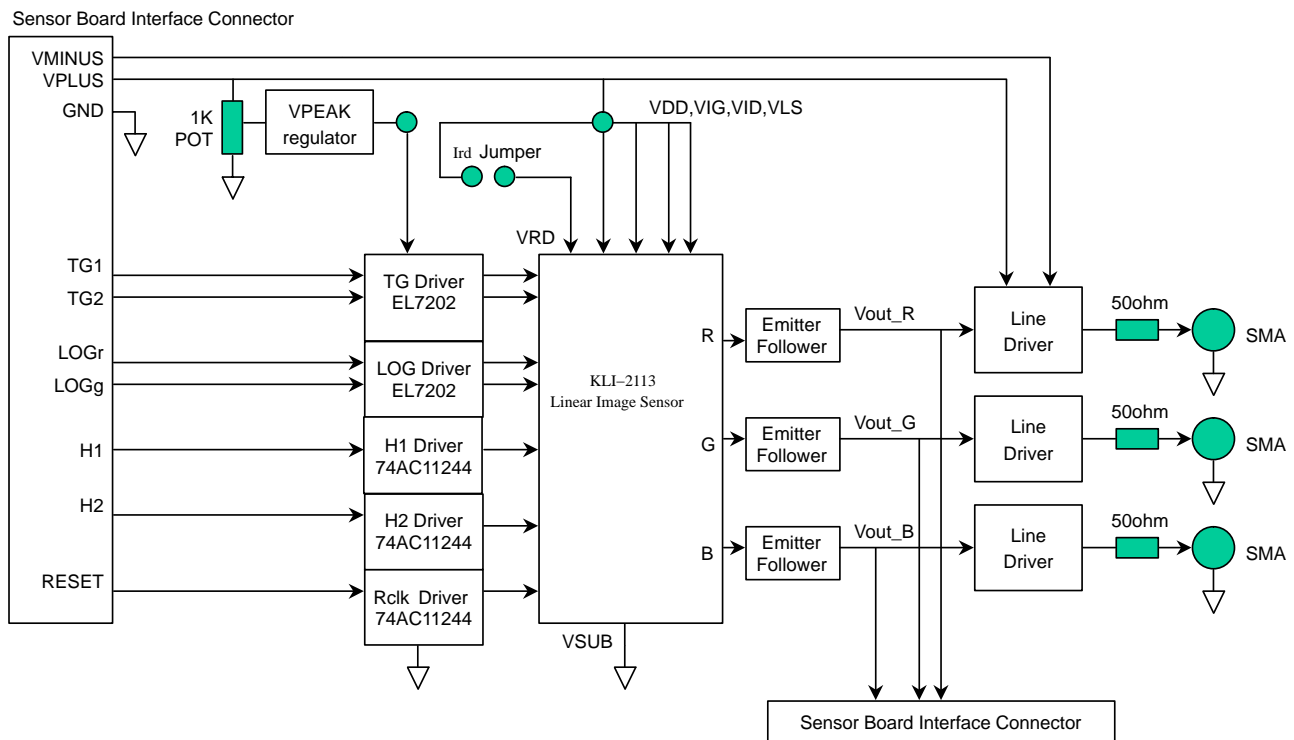 Sensor Board Interface Connector
VMINUS
VPLUS
GND
1K
POT
VPEAK
regulator
VDD,VIG,VID,VLS
Ird Jumper
VRD
TG1
TG2
TG Driver
EL7202
LOGr
LOGg
LOG Driver
EL7202
H1
H1 Driver
74AC11244
H2
H2 Driver
74AC11244
RESET
Rclk Driver
74AC11244
KLI–2113
Linear Image Sensor
VSUB
R
Emitter
Follower
Vout_R
Line
Driver
50ohm
SMA
G
Emitter
Follower
Vout_G
Line
Driver
50ohm
SMA
B
Emitter
Follower
Vout_B
Line
Driver
50ohm
SMA
Sensor Board Interface Connector